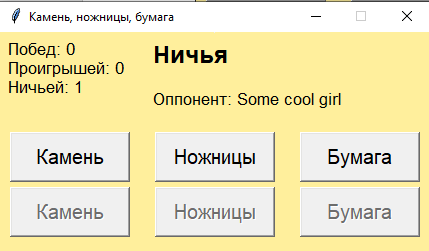 Камень, ножницы, бумага
Побед: 0
Проигрышей: 0
Ничьей: 1
Ничья
Оппонент: Some cool girl
Камень Ножницы Бумага
Камень Ножницы Бумага